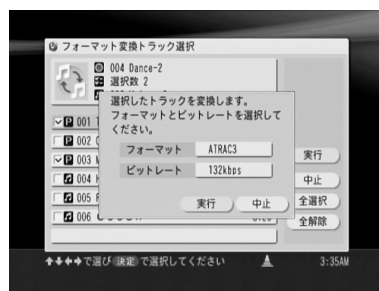 フォーマット変換トラック選択
004 Dance-2
選択数 2
選択したトラックを変換します。
フォーマットとビットレートを選択して
ください。
フォーマット ATRAC3
ビットレート 132kbps
実行 中止
001
002
003
004
005
006
実行
中止
全選択
全解除
で選び 決定 で選択してください 3:35AM